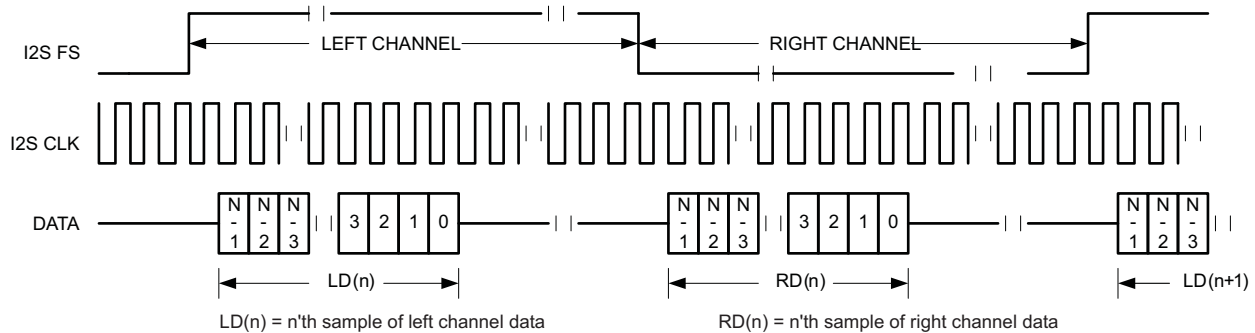 I2S FS
LEFT CHANNEL
RIGHT CHANNEL
I2S CLK
DATA
N
-
1
N
-
2
N
-
3
3 2 1 0
N
-
1
N
-
2
N
-
3
3 2 1 0
N
-
1
N
-
2
N
-
3
LD(n)
RD(n)
LD(n+1)
LD(n) = n'th sample of left channel data
RD(n) = n'th sample of right channel data